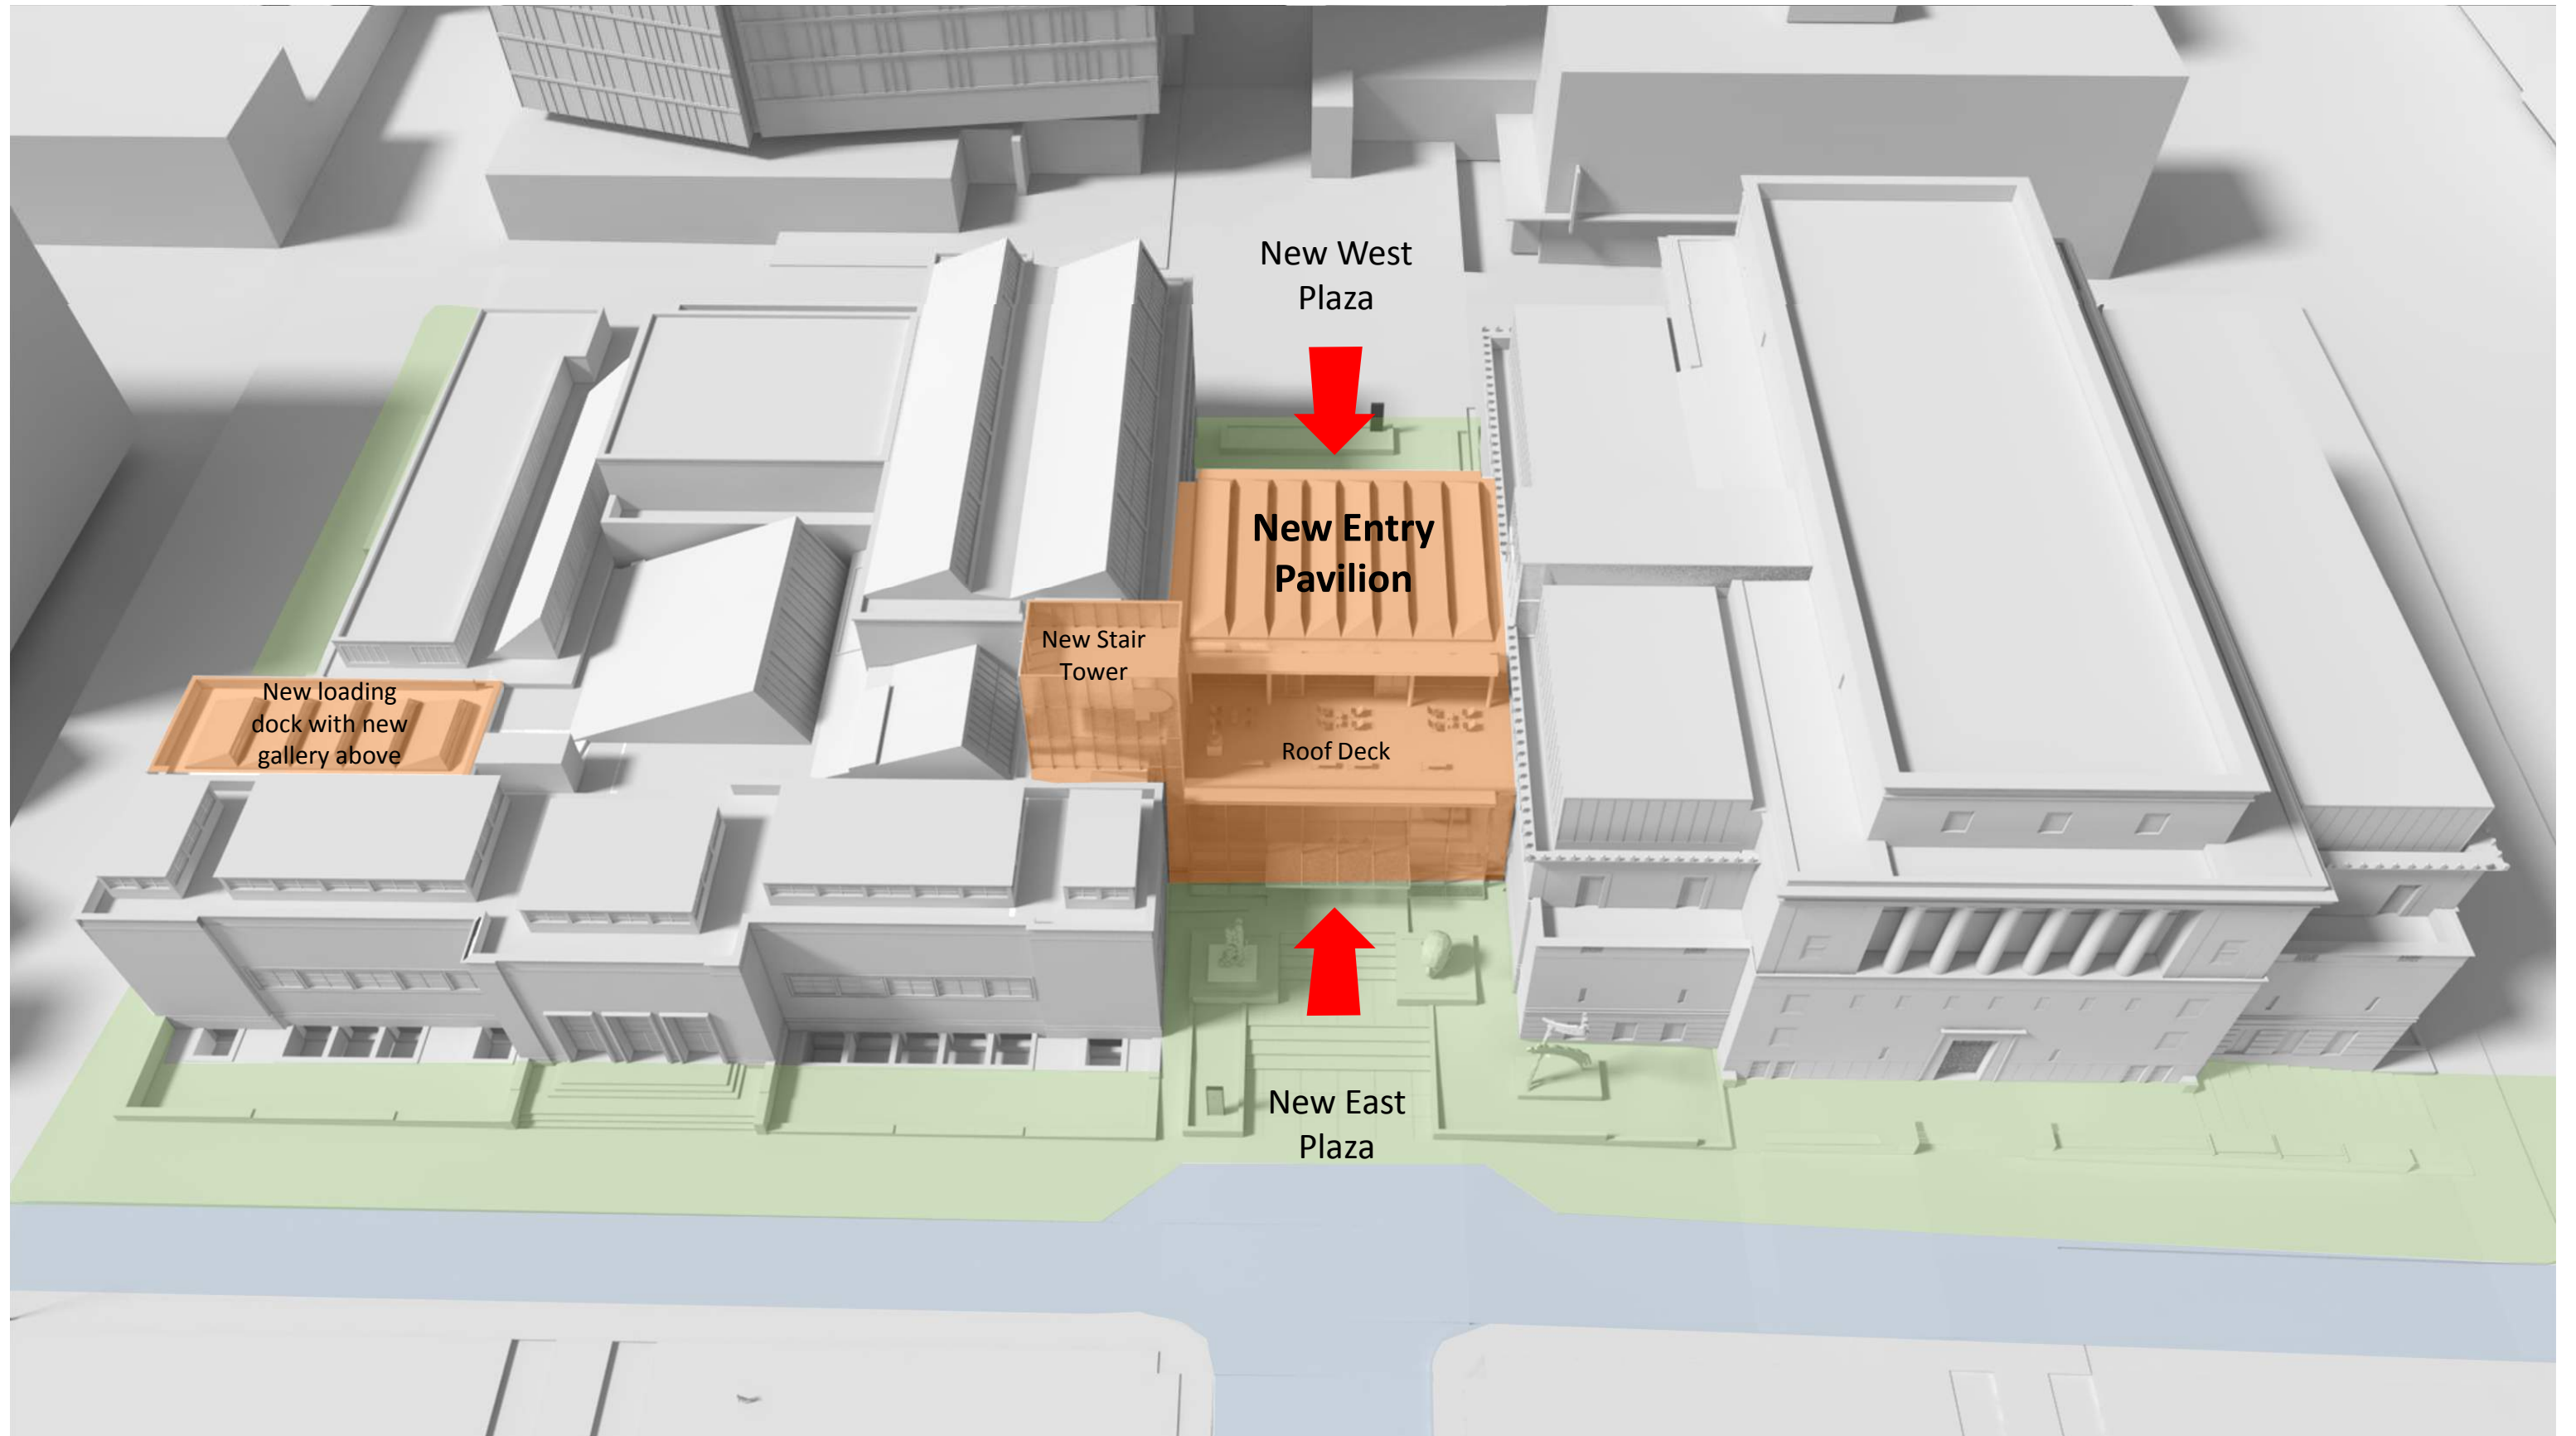 New West
Plaza
New Entry
Pavilion
New Stair
Tower
New loading
dock with new
gallery above
Roof Deck
New East
Plaza